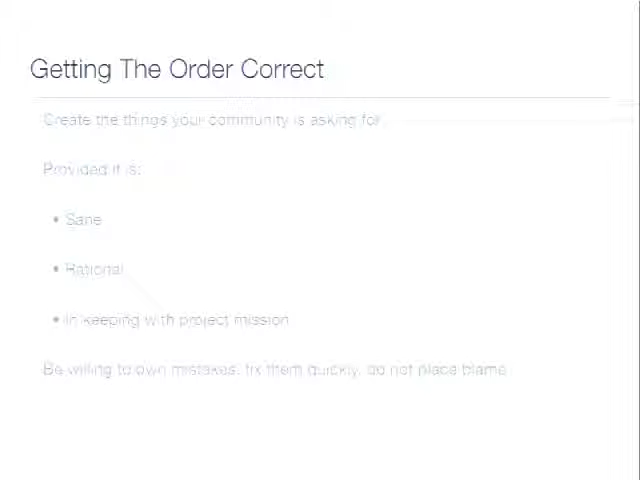 Getting The Order Correct
Create the things your community is asking for
Provided it is:
• Sane
• Rational
• In keeping with project mission
Be willing to own mistakes, fix them quickly, do not place blame